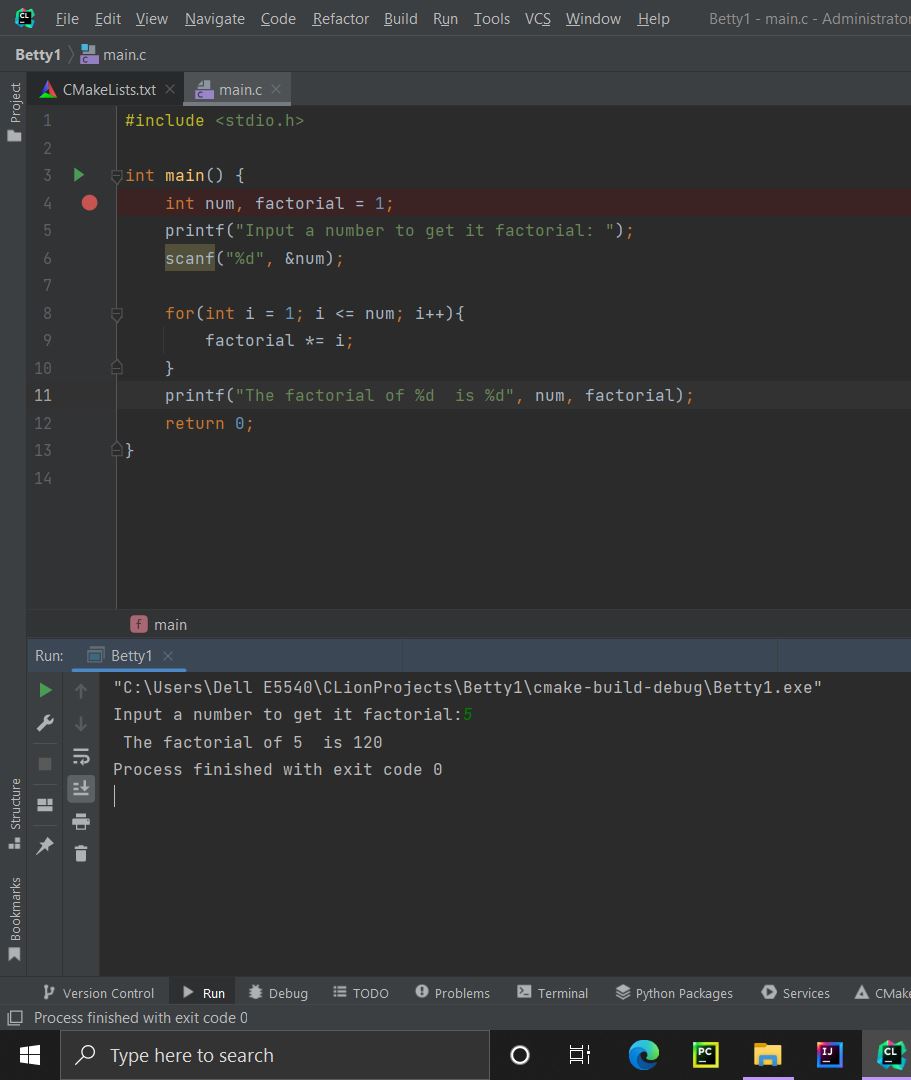 CL File Edit View Navigate Code Refactor Build Run Tools VCS Window Help Betty1 - main.c - Administrator
Betty1 main.c
Project
CMakeLists.txt main.c
1 #include <stdio.h>
2
3 int main() {
4 int num, factorial = 1;
5 printf("Input a number to get it factorial: ");
6 scanf("%d", &num);
7
8 for(int i = 1; i <= num; i++){
9 factorial *= i;
10 }
11 printf("The factorial of %d  is %d", num, factorial);
12 return 0;
13 }
14
f main
Run: Betty1
"C:\Users\Dell E5540\CLionProjects\Betty1\cmake-build-debug\Betty1.exe"
Input a number to get it factorial:5
The factorial of 5  is 120
Process finished with exit code 0
Structure
Bookmarks
Version Control Run Debug TODO Problems Terminal Python Packages Services CMake
Process finished with exit code 0
Type here to search PC IJ CL